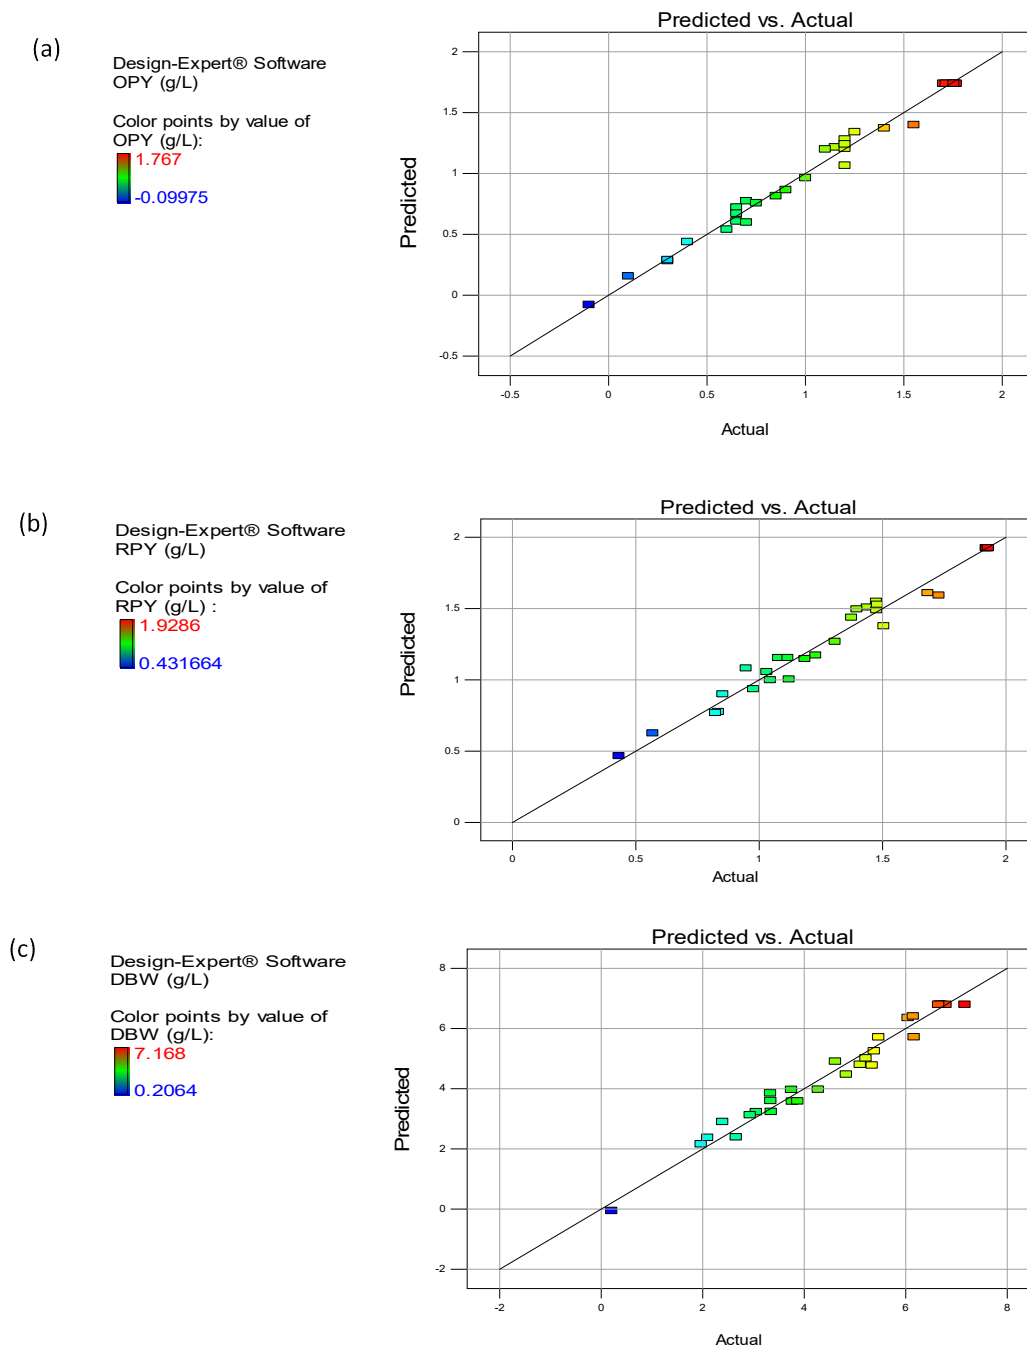 (a)
Design-Expert® Software
OPY (g/L)
Color points by value of
OPY (g/L):
1.767
-0.09975
Predicted vs. Actual
Predicted
2
1.5
1
0.5
0
-0.5
-0.5 0 0.5 1 1.5 2
Actual
(b)
Design-Expert® Software
RPY (g/L)
Color points by value of
RPY (g/L) :
1.9286
0.431664
Predicted vs. Actual
Predicted
2
1.5
1
0.5
0
0 0.5 1 1.5 2
Actual
(c)
Design-Expert® Software
DBW (g/L)
Color points by value of
DBW (g/L):
7.168
0.2064
Predicted vs. Actual
Predicted
8
6
4
2
0
-2
-2 0 2 4 6 8
Actual